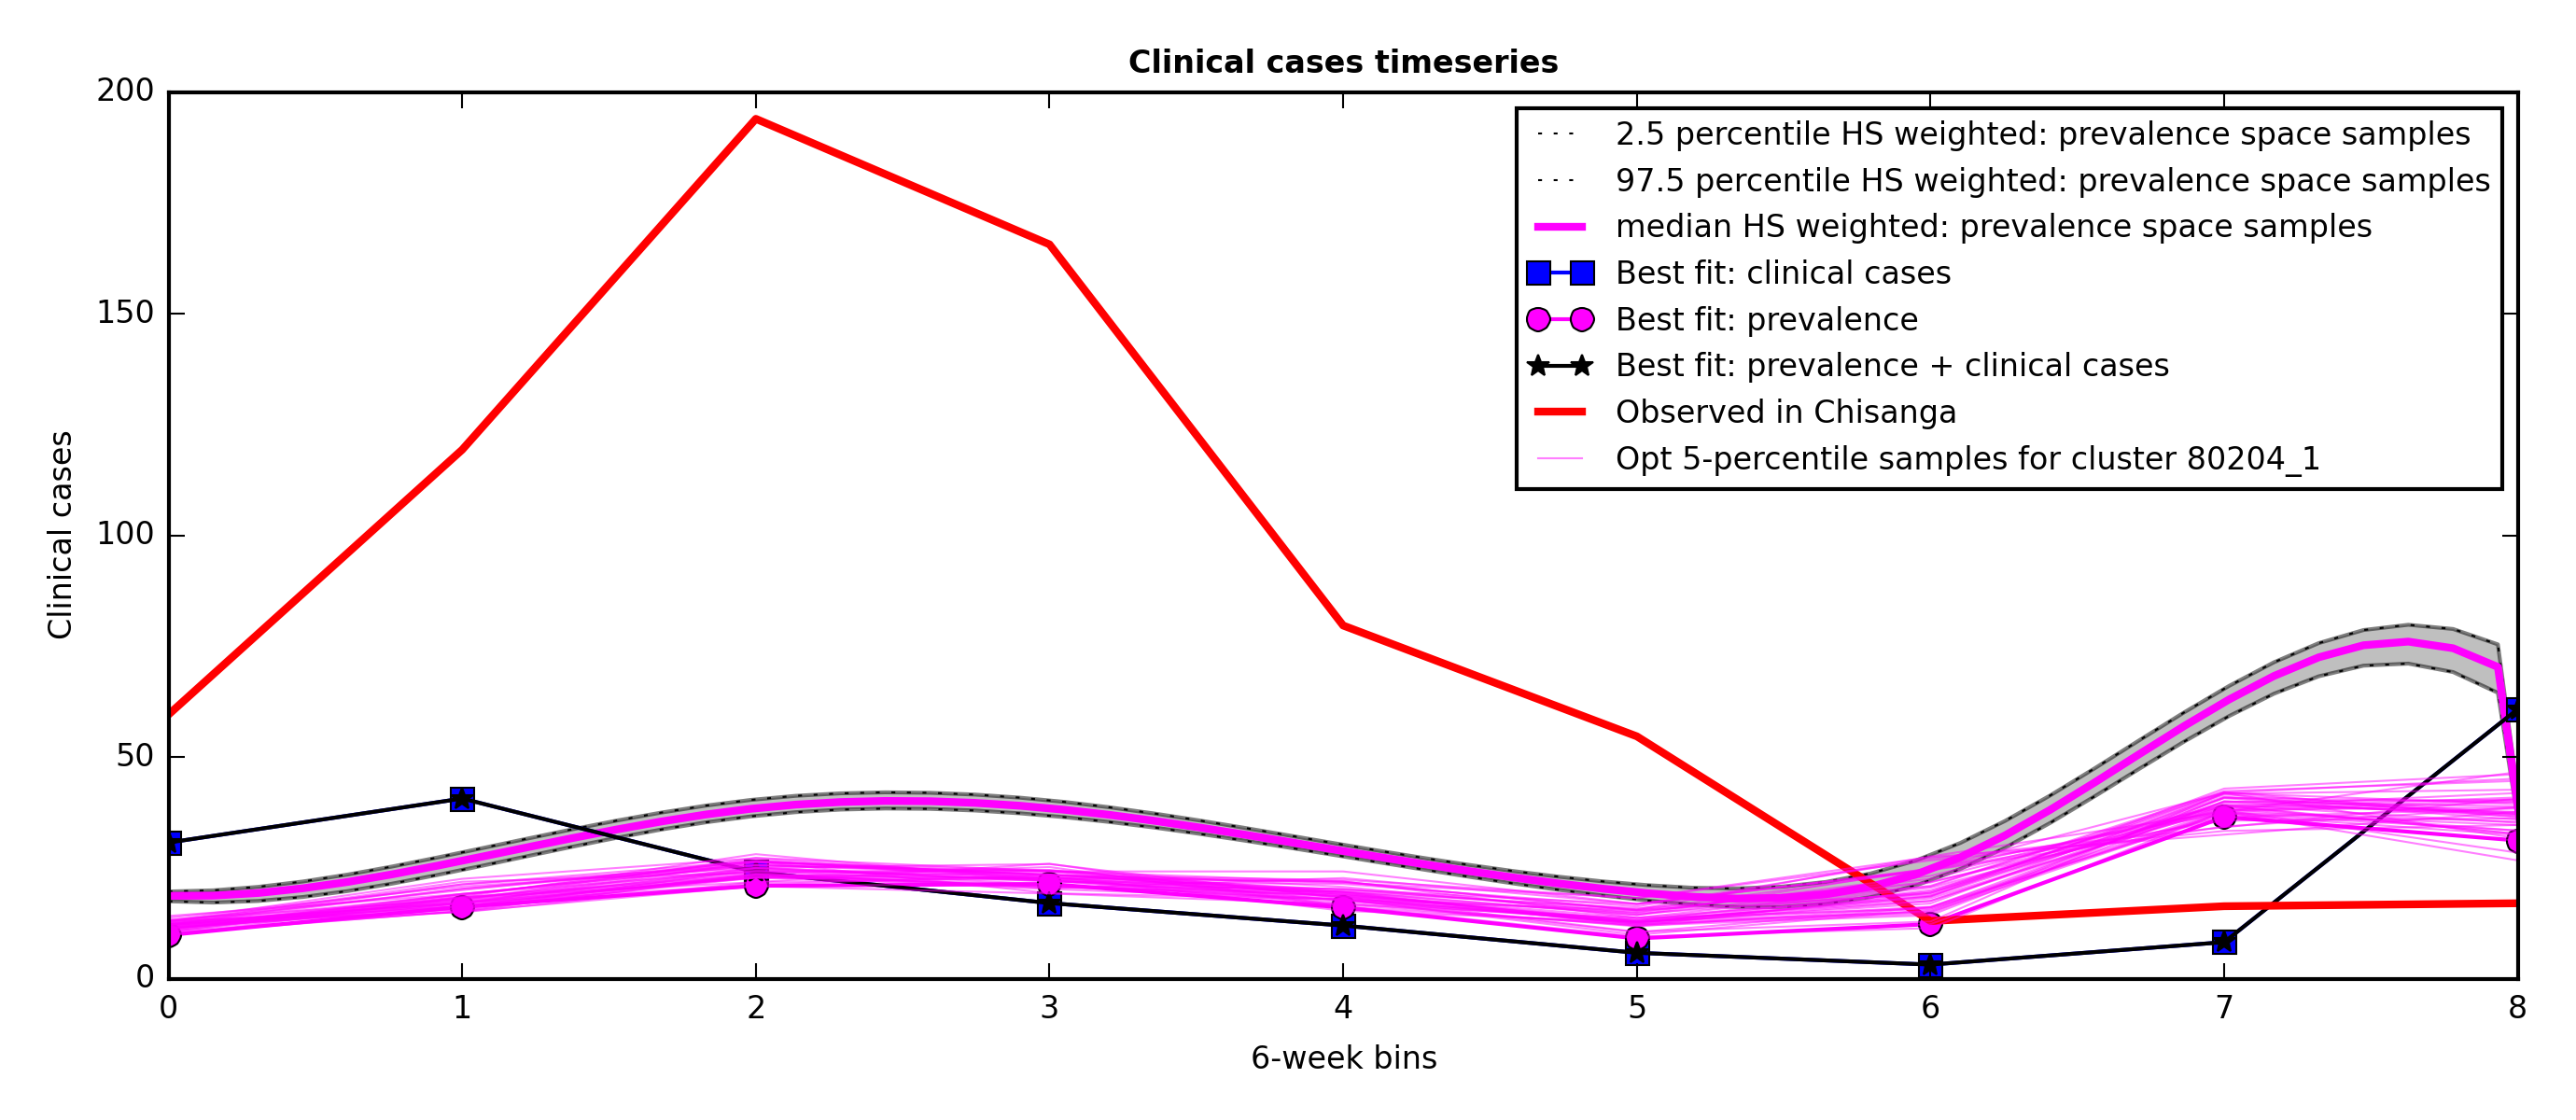 Clinical cases timeseries
200
150
100
50
0
Clinical cases
2.5 percentile HS weighted: prevalence space samples
97.5 percentile HS weighted: prevalence space samples
median HS weighted: prevalence space samples
Best fit: clinical cases
Best fit: prevalence
Best fit: prevalence + clinical cases
Observed in Chisanga
Opt 5-percentile samples for cluster 80204_1
0 1 2 3 4 5 6 7 8
6-week bins